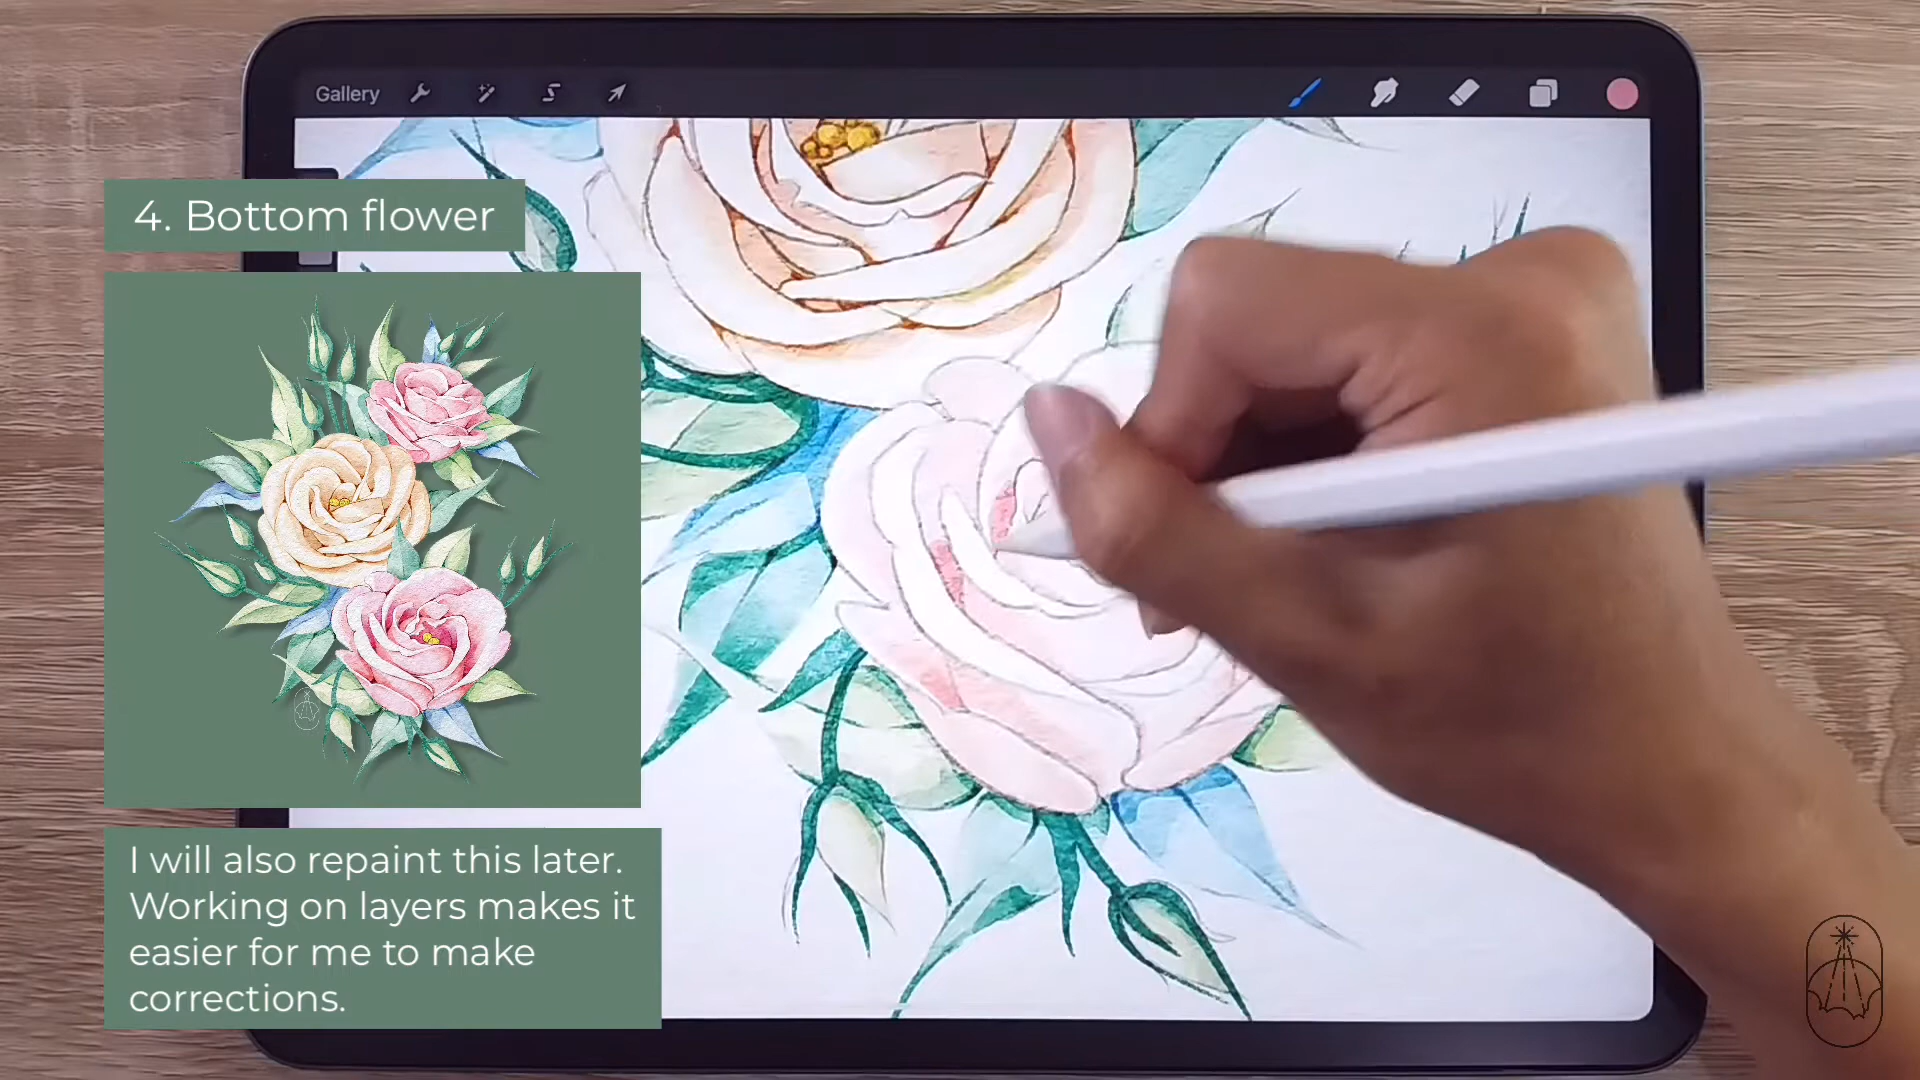 Gallery
4. Bottom flower
I will also repaint this later.
Working on layers makes it
easier for me to make
corrections.